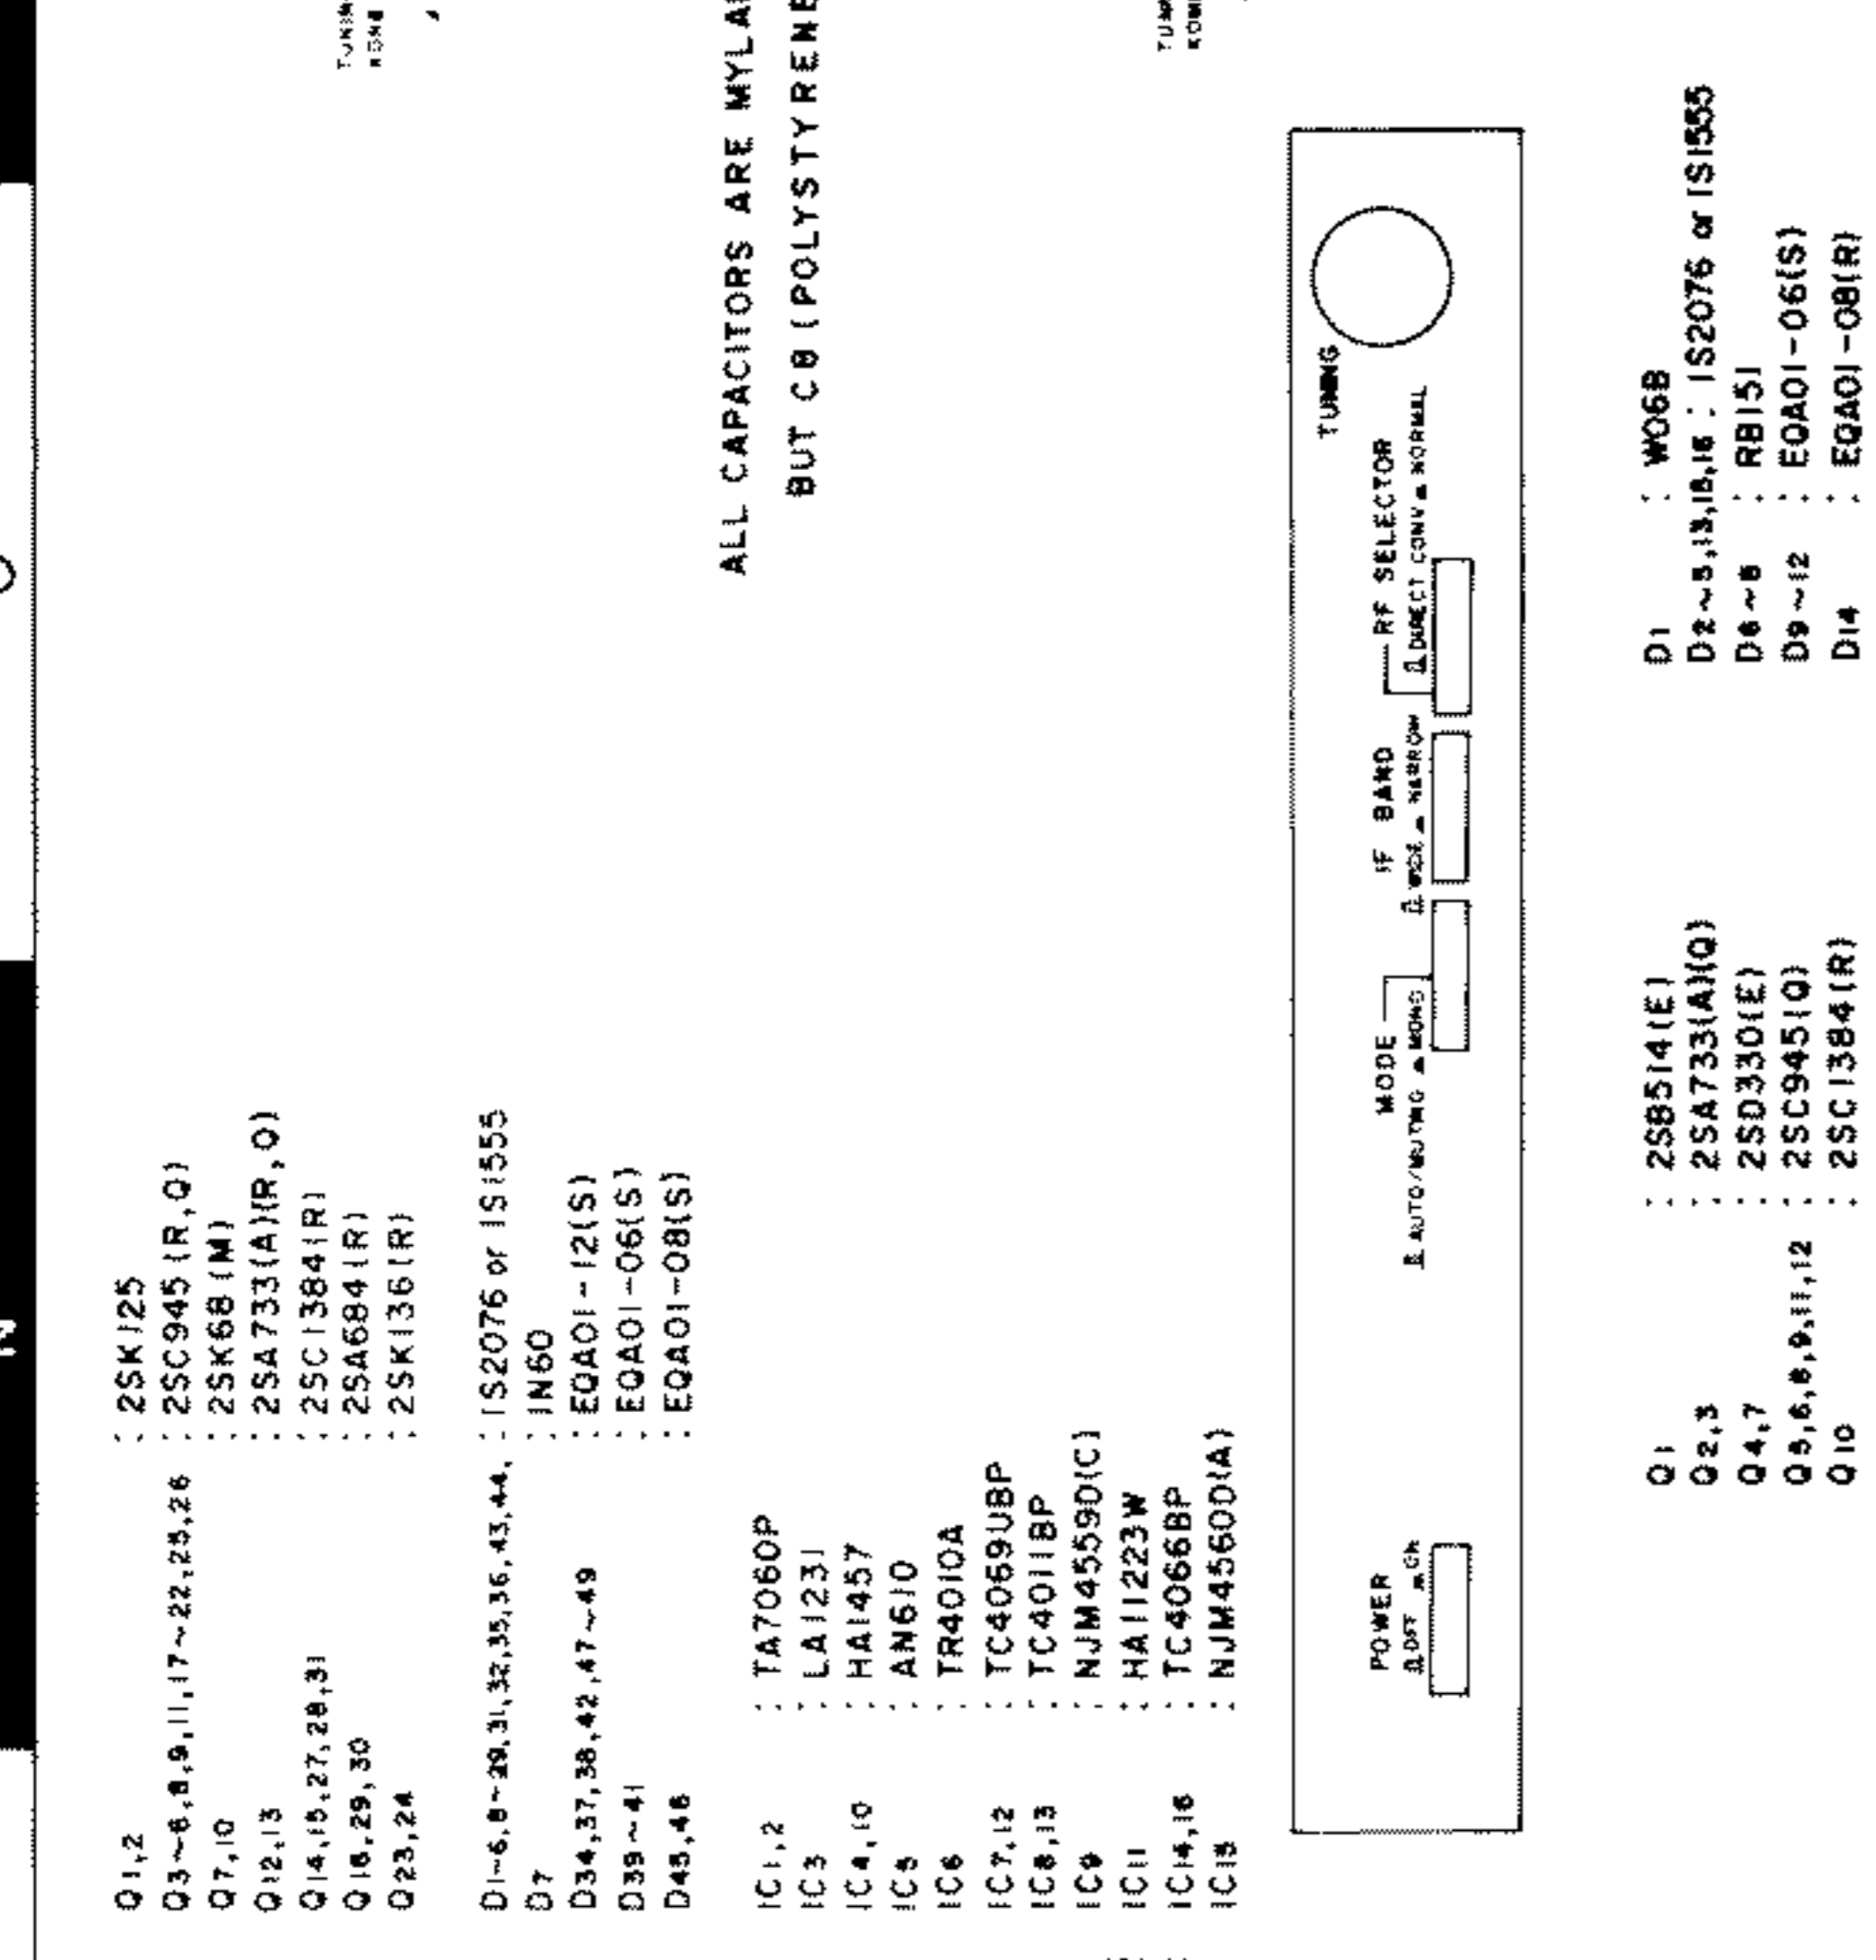 Q1,2 : 2SK125
Q3~6,8,9,11,17~22,25,26 : 2SC945(R,Q)
Q7,10 : 2SK68(M)
Q12,13 : 2SA733(A)(R,Q)
Q14,15,27,28,31 : 2SC1384(R)
Q16,29,30 : 2SA684(R)
Q23,24 : 2SK136(R)
D1~6,8~29,31,32,35,36,43,44, : 1S2076 or 1S1555
D7 : 1N60
D34,37,38,42,47~49 : EQA01-12(S)
D39~41 : EQA01-06(S)
D45,46 : EQA01-08(S)
IC1,2 : TA7060P
IC3 : LA1231
IC4,10 : HA1457
IC5 : AN610
IC6 : TR4010A
IC7,12 : TC4069UBP
IC8,13 : TC4011BP
IC9 : NJM4559D(C)
IC11 : HA11223W
IC14,16 : TC4066BP
IC15 : NJM4560D(A)
ALL CAPACITORS ARE
BUT C8 (POLYSTYRENE
POWER
OFF
MODE
AUTO/MUTING MONO
IF BAND
WIDE NARROW
RF SELECTOR
DIRECT CONV NORMAL
TUNING
Q1 : 2SB514(E)
Q2,3 : 2SA733(A)(Q)
Q4,7 : 2SD330(E)
Q5,6,8,9,11,12 : 2SC945(Q)
Q10 : 2SC1384(R)
D1 : W06B
D2~5,13,15,16 : 1S2076 or 1S1555
D6~8 : RB151
D9~12 : EQA01-06(S)
D14 : EQA01-08(R)